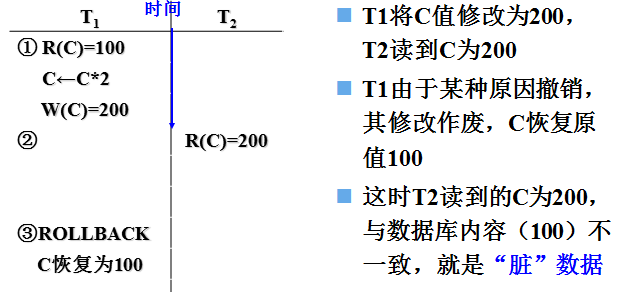 时间
T1 T2
① R(C)=100
C←C*2
W(C)=200
② R(C)=200
③ROLLBACK
C恢复为100
T1将C值修改为200，
T2读到C为200
T1由于某种原因撤销，
其修改作废，C恢复原
值100
这时T2读到的C为200，
与数据库内容（100）不
一致，就是“脏”数据